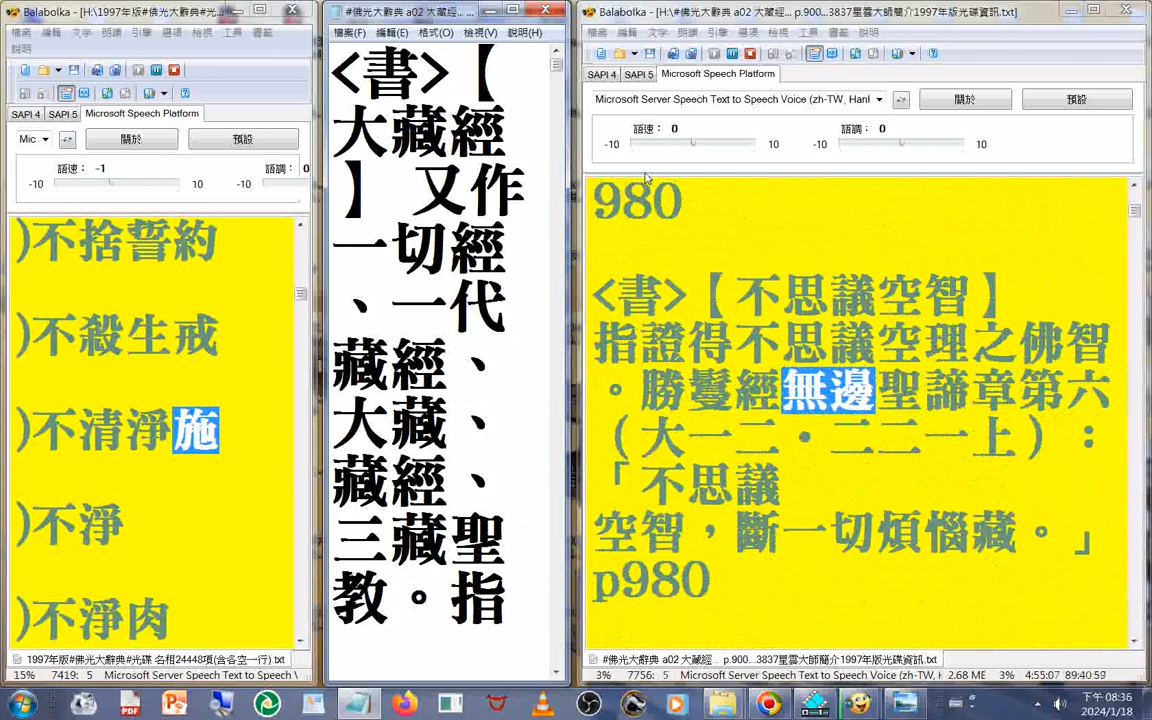 Balabolka - [H:\1997年版#佛光大辭典#光...
檔案 編輯 文字 朗讀 引擎 選項 檢視 工具 書籤
說明
SAPI 4 SAPI 5 Microsoft Speech Platform
Mic 關於 預設
語速： -1 語調： 0
-10 10 -10
)不捨誓約
)不殺生戒
)不清淨施
)不淨
)不淨肉
1997年版#佛光大辭典#光碟 名相24448項(含各空一行).txt
15% 7419: 5 Microsoft Server Speech Text to Speech \
#佛光大辭典 a02 大藏經... ..
檔案(F) 編輯(E) 格式(O) 檢視(V) 說明(H)
<書>【
大藏經
】 又作
一切經
、一代
藏經、
大藏、
藏經、
三藏聖
教。指
Balabolka - [H:\#佛光大辭典 a02 大藏經... p.900...3837星雲大師簡介1997年版光碟資訊.txt]
檔案 編輯 文字 朗讀 引擎 選項 檢視 工具 書籤 說明
SAPI 4 SAPI 5 Microsoft Speech Platform
Microsoft Server Speech Text to Speech Voice (zh-TW, Hanl 關於 預設
語速： 0 語調： 0
-10 10 -10 10
980
<書>【不思議空智】
指證得不思議空理之佛智
。勝鬘經無邊聖諦章第六
（大一二‧二二一上）：
「不思議
空智，斷一切煩惱藏。」
p980
#佛光大辭典 a02 大藏經... p.900...3837星雲大師簡介1997年版光碟資訊.txt
3% 7756: 5 Microsoft Server Speech Text to Speech Voice (zh-TW, H 2.68 ME 3% 4:55:07 89:40:59
下午 08:36
2024/1/18